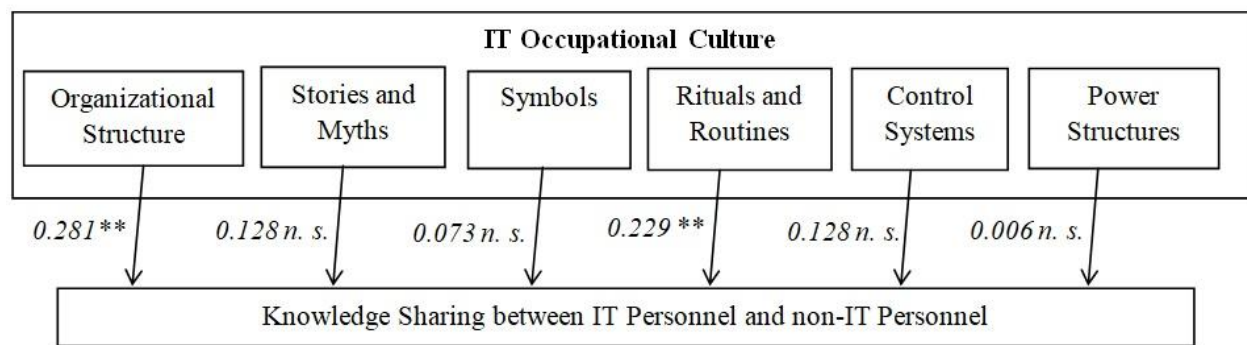 IT Occupational Culture
Organizational
Structure
Stories and
Myths
Symbols
Rituals and
Routines
Control
Systems
Power
Structures
0.281**
0.128 n. s.
0.073 n. s.
0.229 **
0.128 n. s.
0.006 n. s.
Knowledge Sharing between IT Personnel and non-IT Personnel